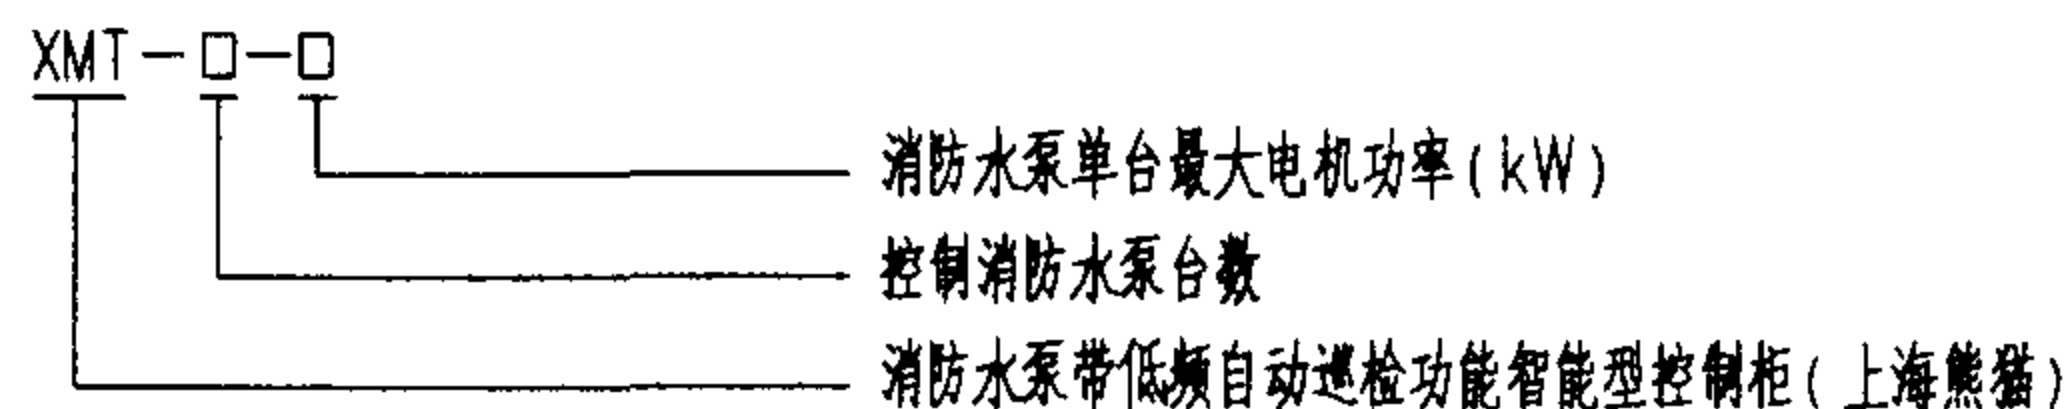 XMT-□-□
消防水泵单台最大电机功率(kW)
控制消防水泵台数
消防水泵带低频自动巡检功能智能型控制柜(上海熊猫)